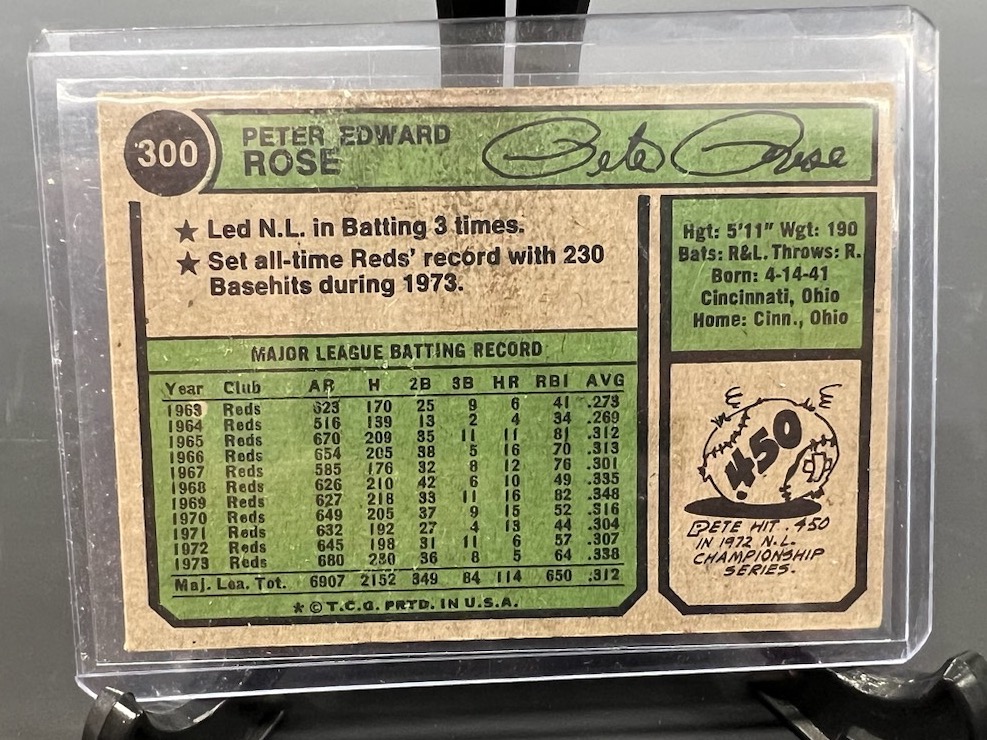 300
PETER EDWARD
ROSE
Pete Rose
★ Led N.L. in Batting 3 times.
★ Set all-time Reds' record with 230
Basehits during 1973.
Hgt: 5'11" Wgt: 190
Bats: R&L. Throws: R.
Born: 4-14-41
Cincinnati, Ohio
Home: Cinn., Ohio
MAJOR LEAGUE BATTING RECORD
Year Club AB H 2B 3B HR RBI AVG
1963 Reds 623 170 25 9 6 41 .273
1964 Reds 516 139 13 2 4 34 .269
1965 Reds 670 209 35 11 11 81 .312
1966 Reds 654 205 38 5 16 70 .313
1967 Reds 585 176 32 8 12 76 .301
1968 Reds 626 210 42 6 10 49 .335
1969 Reds 627 218 33 11 16 82 .348
1970 Reds 649 205 37 9 15 52 .316
1971 Reds 632 192 27 4 13 44 .304
1972 Reds 645 198 31 11 6 57 .307
1973 Reds 680 230 36 8 5 64 .338
Maj. Lea. Tot. 6907 2152 349 84 114 650 .312
★ © T.C.G. PRTD. IN U.S.A.
.450
PETE HIT .450
IN 1972 N.L.
CHAMPIONSHIP
SERIES.